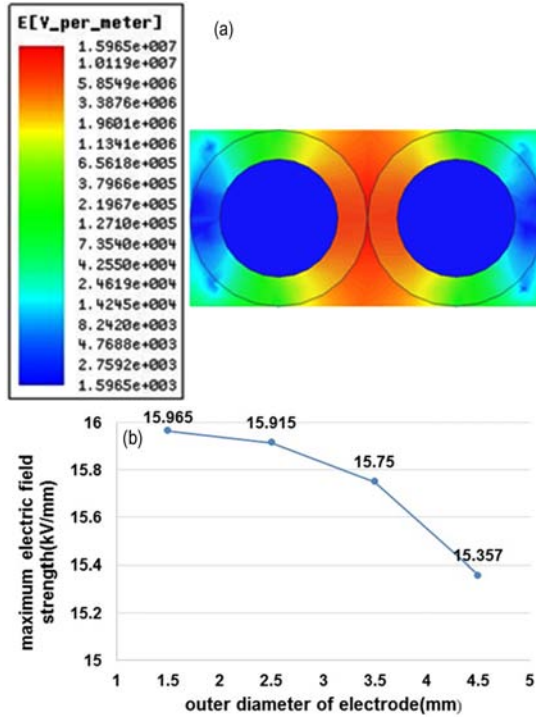 E[V_per_meter]
(a)
1.5965e+007
1.0119e+007
5.8549e+006
3.3876e+006
1.9601e+006
1.1341e+006
6.5618e+005
3.7966e+005
2.1967e+005
1.2710e+005
7.3540e+004
4.2550e+004
2.4619e+004
1.4245e+004
8.2420e+003
4.7688e+003
2.7592e+003
1.5965e+003
(b)
maximum electric field
strength(kV/mm)
16
15.8
15.6
15.4
15.2
15
15.965
15.915
15.75
15.357
1 1.5 2 2.5 3 3.5 4 4.5 5
outer diameter of electrode(mm)